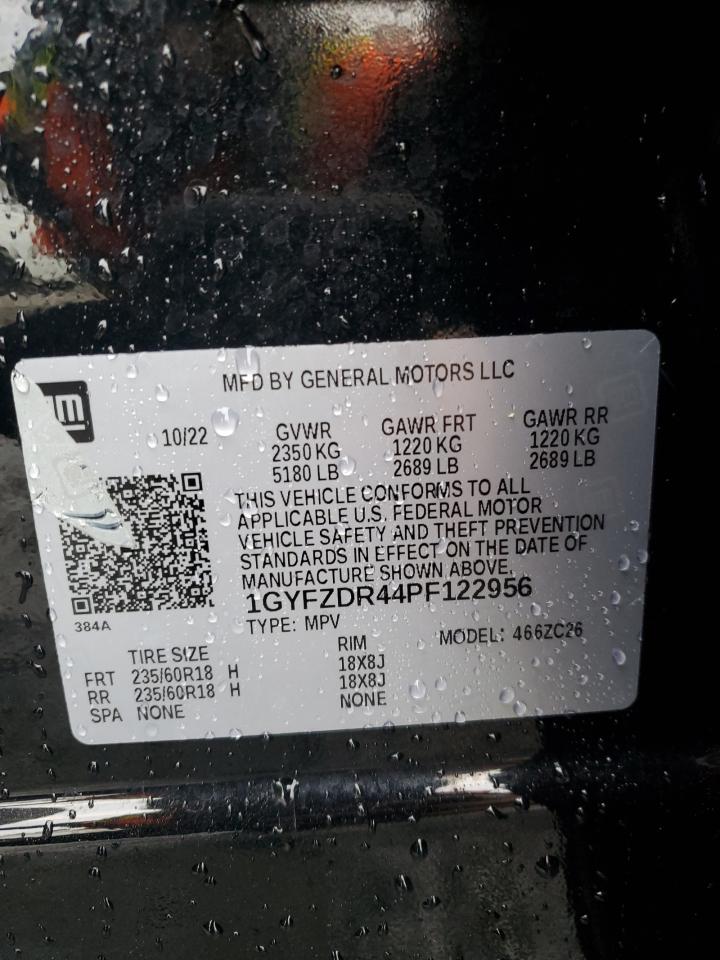 MFD BY GENERAL MOTORS LLC
10/22
GVWR
2350 KG
5180 LB
GAWR FRT
1220 KG
2689 LB
GAWR RR
1220 KG
2689 LB
THIS VEHICLE CONFORMS TO ALL
APPLICABLE U.S. FEDERAL MOTOR
VEHICLE SAFETY AND THEFT PREVENTION
STANDARDS IN EFFECT ON THE DATE OF
MANUFACTURE SHOWN ABOVE.
1GYFZDR44PF122956
384A
TYPE: MPV
MODEL: 466ZC26
TIRE SIZE RIM
FRT 235/60R18 H 18X8J
RR 235/60R18 H 18X8J
SPA NONE NONE